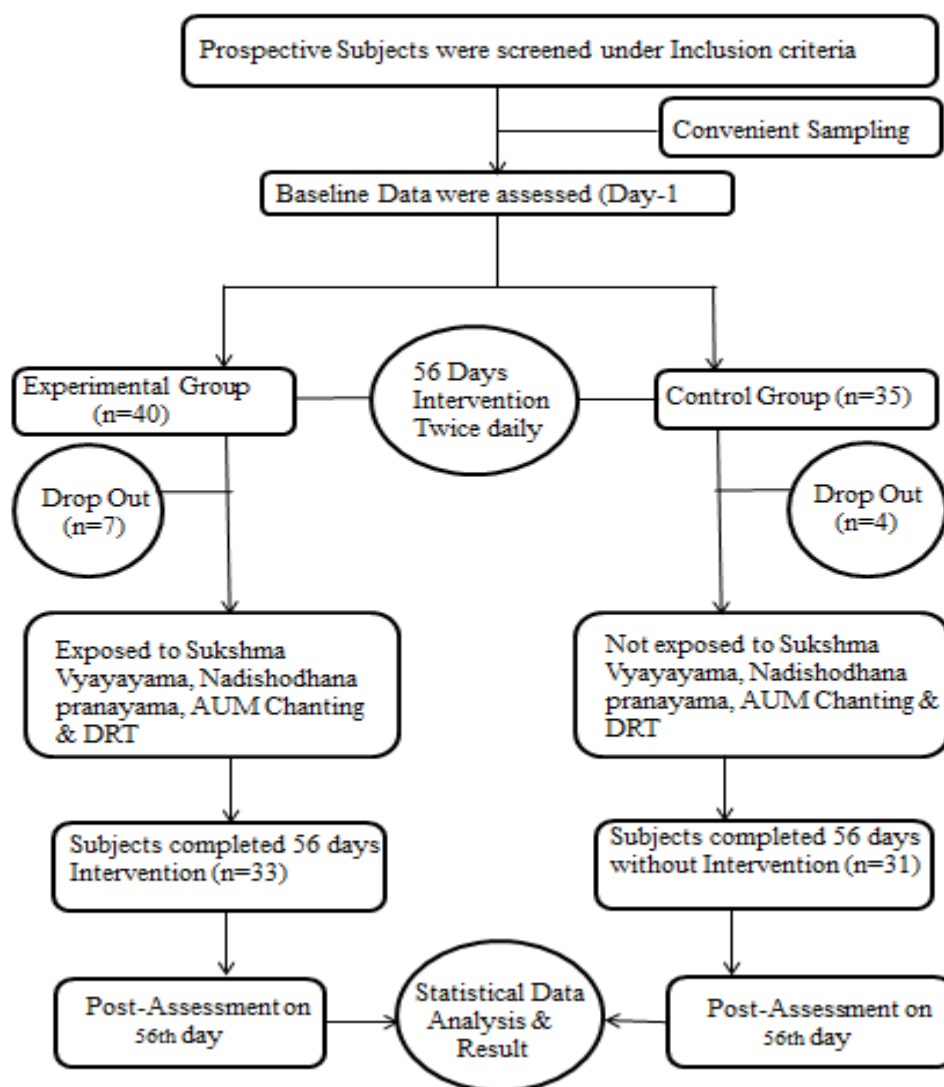 Prospective Subjects were screened under Inclusion criteria
Convenient Sampling
Baseline Data were assessed (Day-1
Experimental Group
(n=40)
56 Days
Intervention
Twice daily
Control Group (n=35)
Drop Out
(n=7)
Drop Out
(n=4)
Exposed to Sukshma
Vyayayama, Nadishodhana
pranayama, AUM Chanting
& DRT
Not exposed to Sukshma
Vyayayama, Nadishodhana
pranayama, AUM Chanting &
DRT
Subjects completed 56 days
Intervention (n=33)
Subjects completed 56 days
without Intervention (n=31)
Post-Assessment on
56th day
Statistical Data
Analysis &
Result
Post-Assessment on
56th day